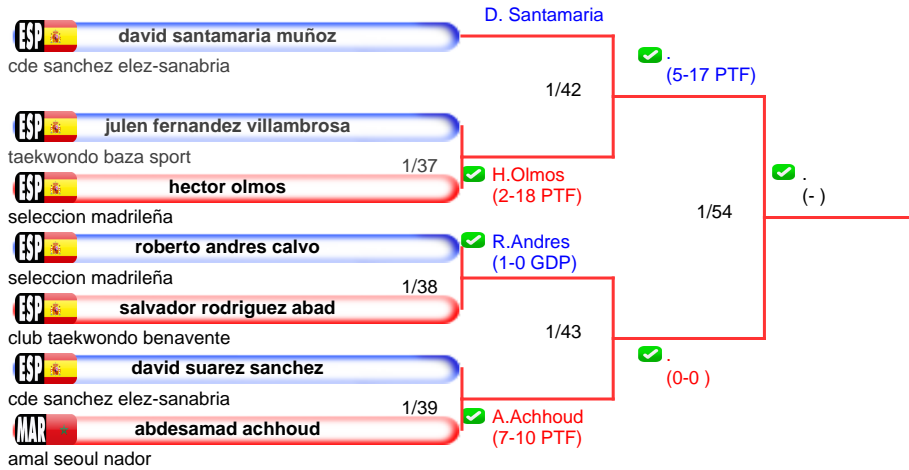 D. Santamaria
ESP david santamaria muñoz
cde sanchez elez-sanabria
.
(5-17 PTF)
1/42
ESP julen fernandez villambrosa
taekwondo baza sport
1/37
ESP hector olmos
H.Olmos
(2-18 PTF)
seleccion madrileña
.
(- )
1/54
ESP roberto andres calvo
R.Andres
(1-0 GDP)
seleccion madrileña
1/38
ESP salvador rodriguez abad
club taekwondo benavente
1/43
ESP david suarez sanchez
.
(0-0 )
cde sanchez elez-sanabria
1/39
MAR abdesamad achhoud
A.Achhoud
(7-10 PTF)
amal seoul nador